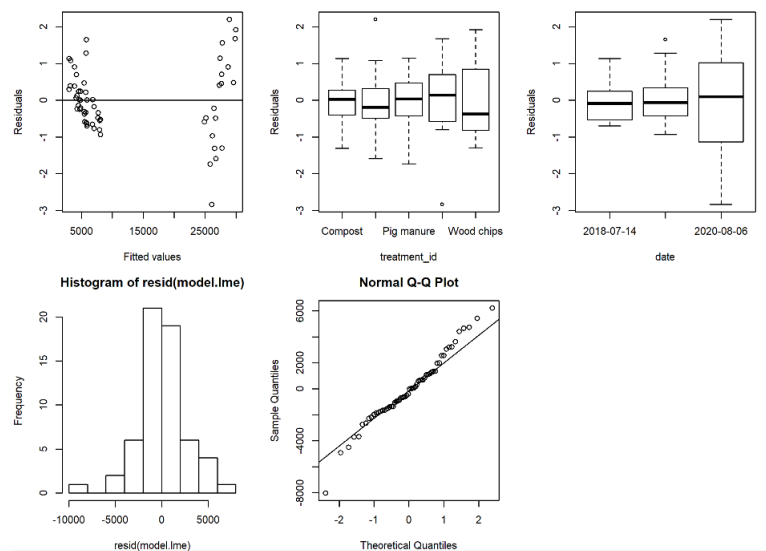 Residuals
2
1
0
-1
-2
-3
5000
15000
25000
Fitted values
Residuals
2
1
0
-1
-2
-3
Compost
Pig manure
Wood chips
treatment_id
Residuals
2
1
0
-1
-2
-3
2018-07-14
2020-08-06
date
Histogram of resid(model.lme)
Frequency
20
15
10
5
0
-10000
-5000
0
5000
resid(model.lme)
Normal Q-Q Plot
Sample Quantiles
6000
2000
0
-4000
-8000
-2
-1
0
1
2
Theoretical Quantiles